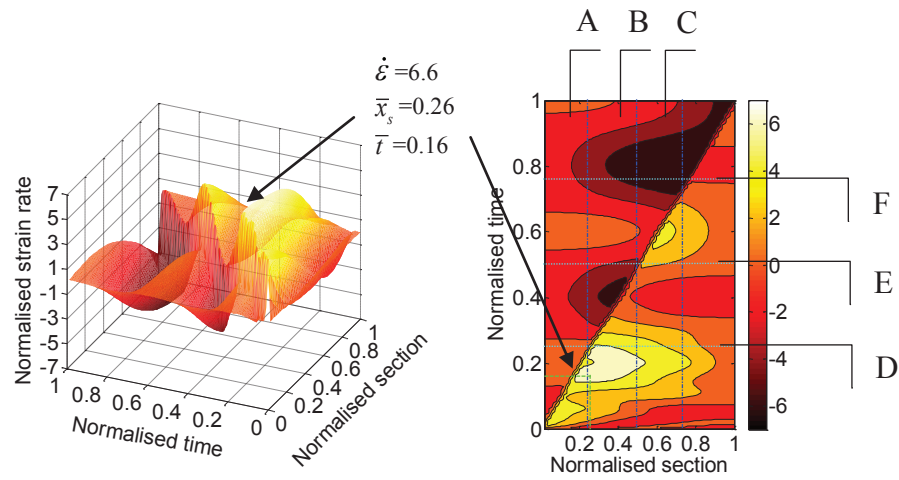 A B C
ε̇ =6.6
x̄ₛ =0.26
t̄ =0.16
7
5
3
1
-1
-3
-5
-7
Normalised strain rate
1
0.8
0.6
0.4
0.2
0
Normalised time
0
0.2
0.4
0.6
0.8
1
Normalised section
1
0.8
0.6
0.4
0.2
0
Normalised time
0.2 0.4 0.6 0.8 1
Normalised section
6
4
2
0
-2
-4
-6
F
E
D